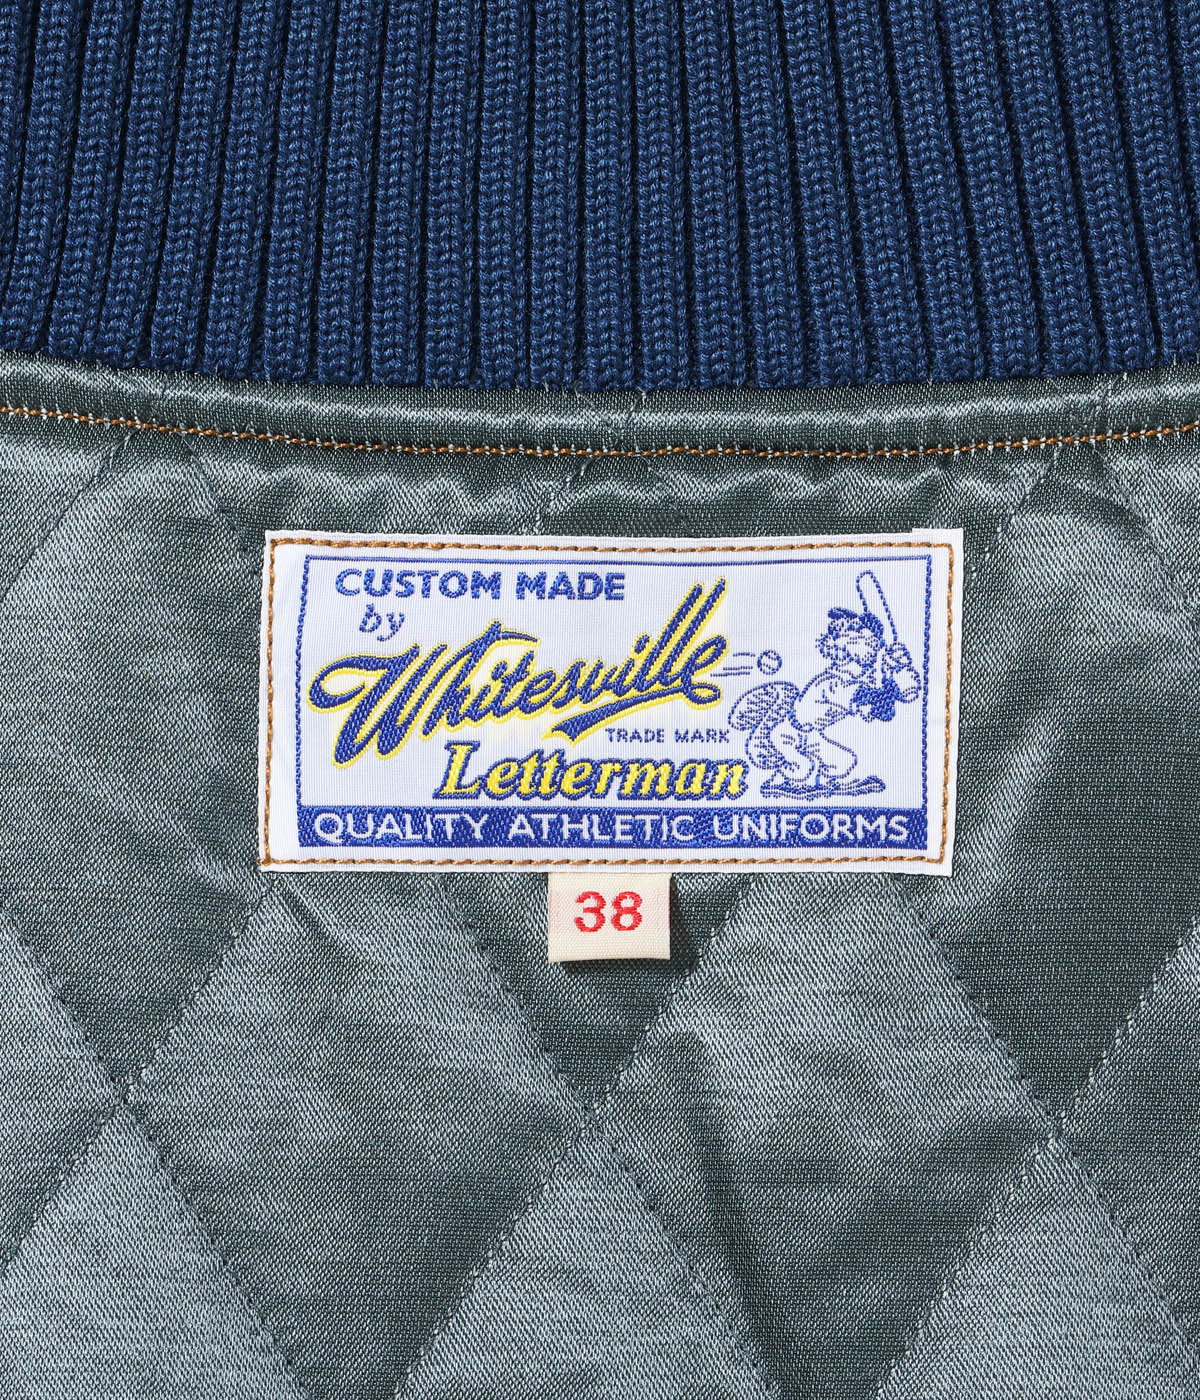 CUSTOM MADE
by
Whitesville
TRADE MARK
Letterman
QUALITY ATHLETIC UNIFORMS
38